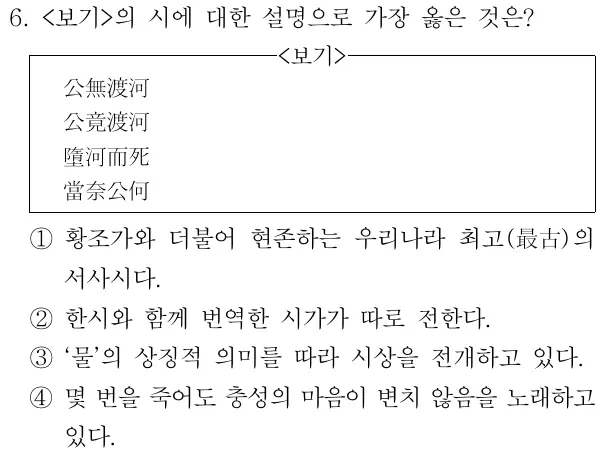 6. <보기>의 시에 대한 설명으로 가장 옳은 것은?
<보기>
公無渡河
公竟渡河
墮河而死
當奈公何
① 황조가와 더불어 현존하는 우리나라 최고(最古)의
서사시다.
② 한시와 함께 번역한 시가가 따로 전한다.
③ ‘물’의 상징적 의미를 따라 시상을 전개하고 있다.
④ 몇 번을 죽어도 충성의 마음이 변치 않음을 노래하고
있다.